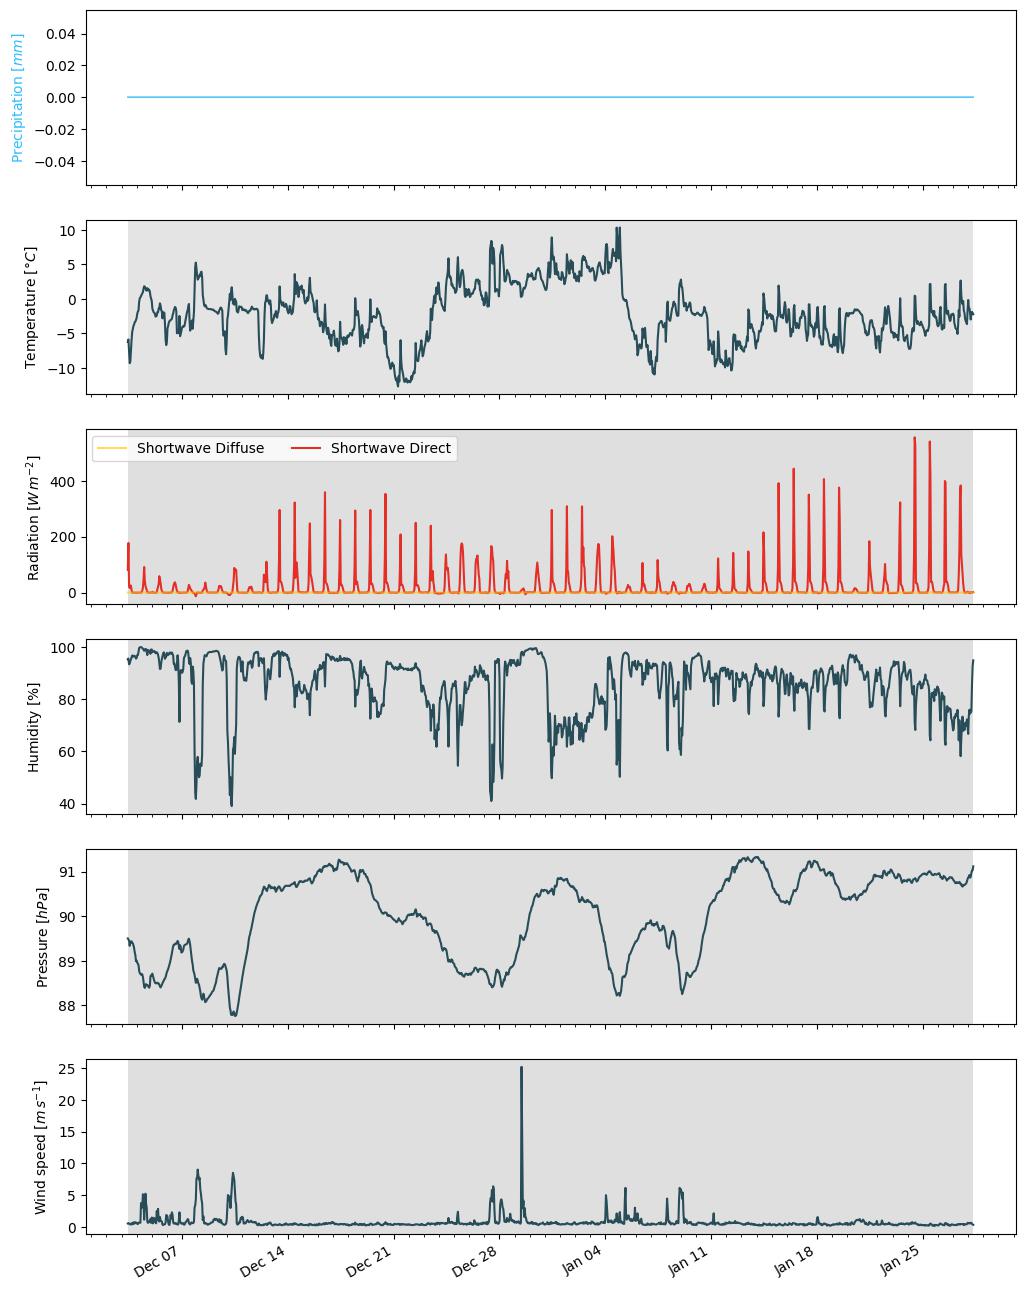 Precipitation [mm]
0.04
0.02
0.00
−0.02
−0.04
Temperature [°C]
10
5
0
−5
−10
Radiation [W m−2]
Shortwave Diffuse
Shortwave Direct
400
200
0
Humidity [%]
100
80
60
40
Pressure [hPa]
91
90
89
88
Wind speed [m s−1]
25
20
15
10
5
0
Dec 07
Dec 14
Dec 21
Dec 28
Jan 04
Jan 11
Jan 18
Jan 25